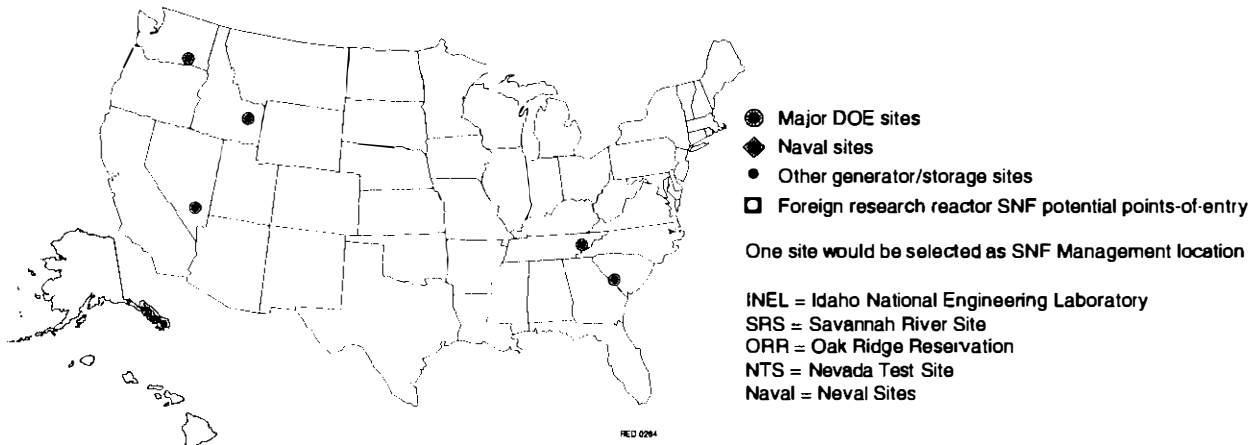 Major DOE sites
Naval sites
Other generator/storage sites
Foreign research reactor SNF potential points-of-entry
One site would be selected as SNF Management location
INEL = Idaho National Engineering Laboratory
SRS = Savannah River Site
ORR = Oak Ridge Reservation
NTS = Nevada Test Site
Naval = Neval Sites
RED 0264